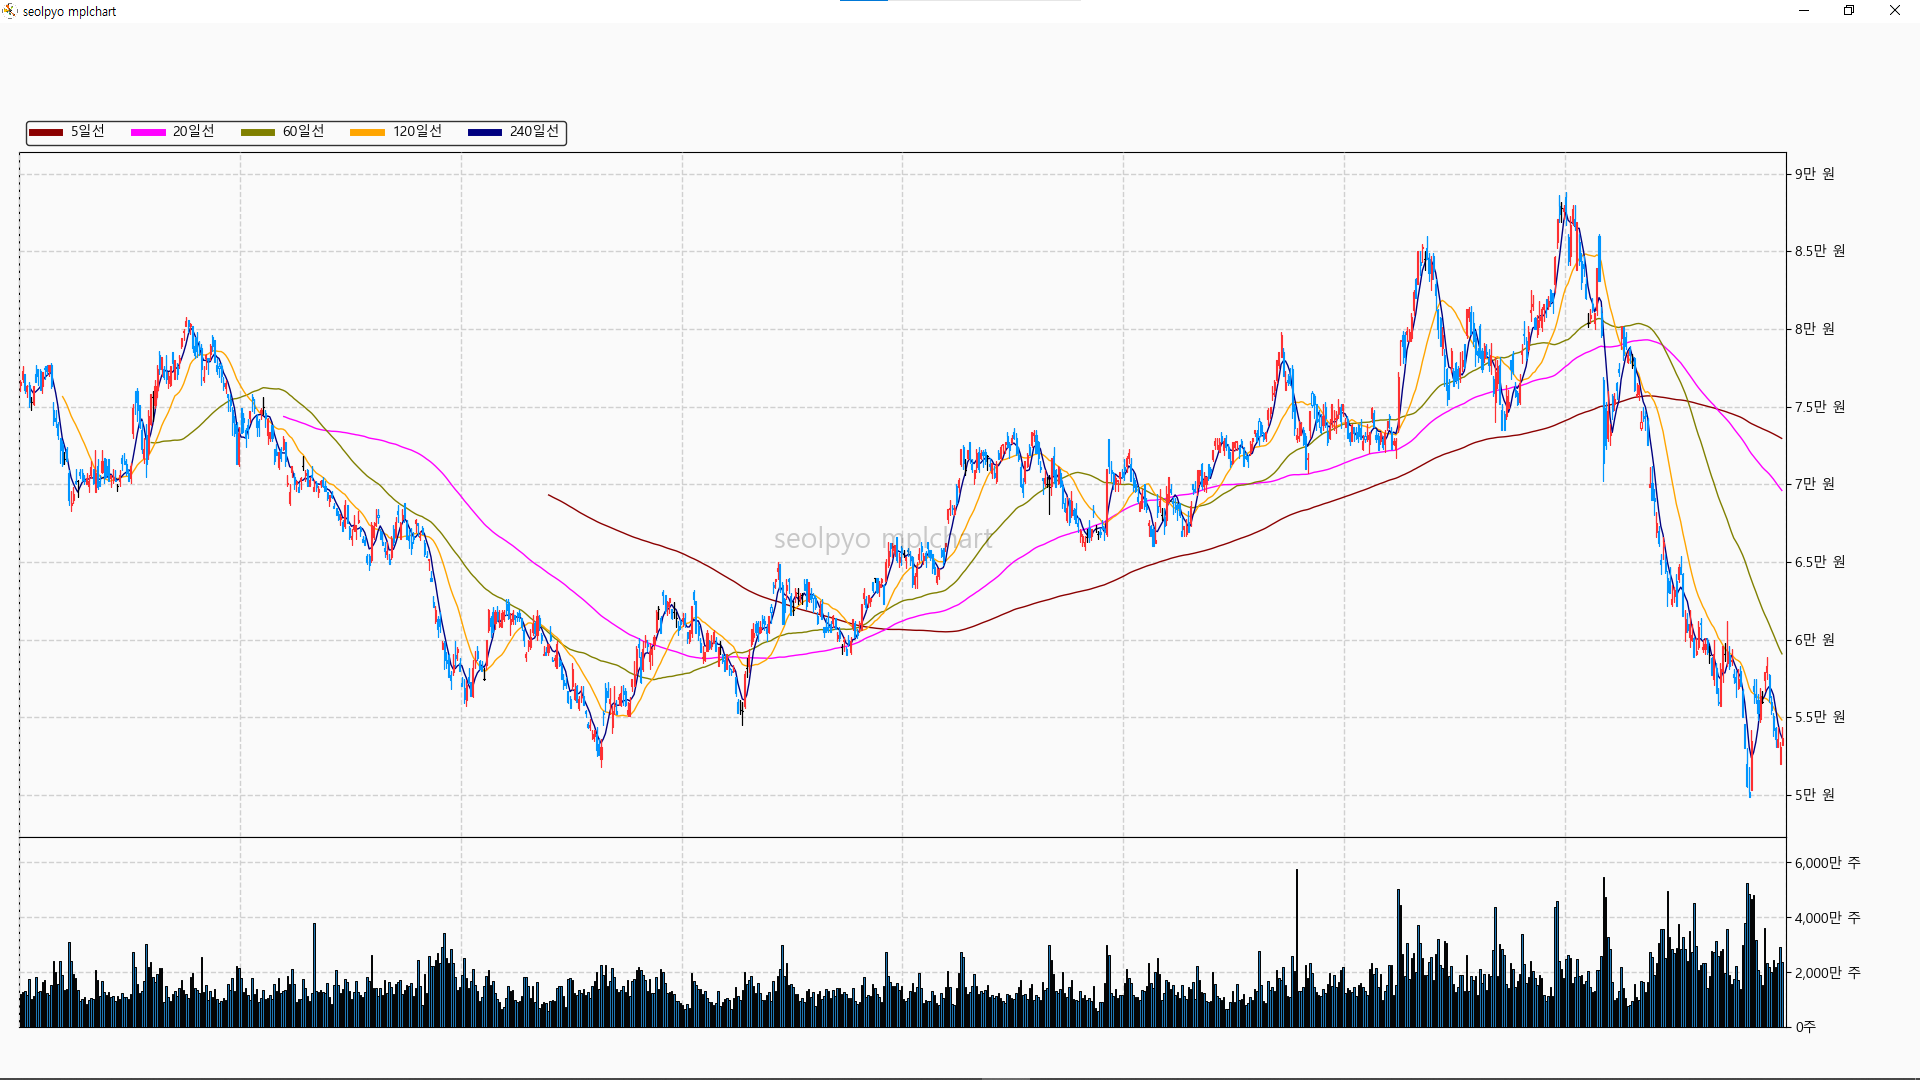 seolpyo mplchart
5일선 20일선 60일선 120일선 240일선
9만 원
8.5만 원
8만 원
7.5만 원
7만 원
seolpyo mplchart
6.5만 원
6만 원
5.5만 원
5만 원
6,000만 주
4,000만 주
2,000만 주
0주